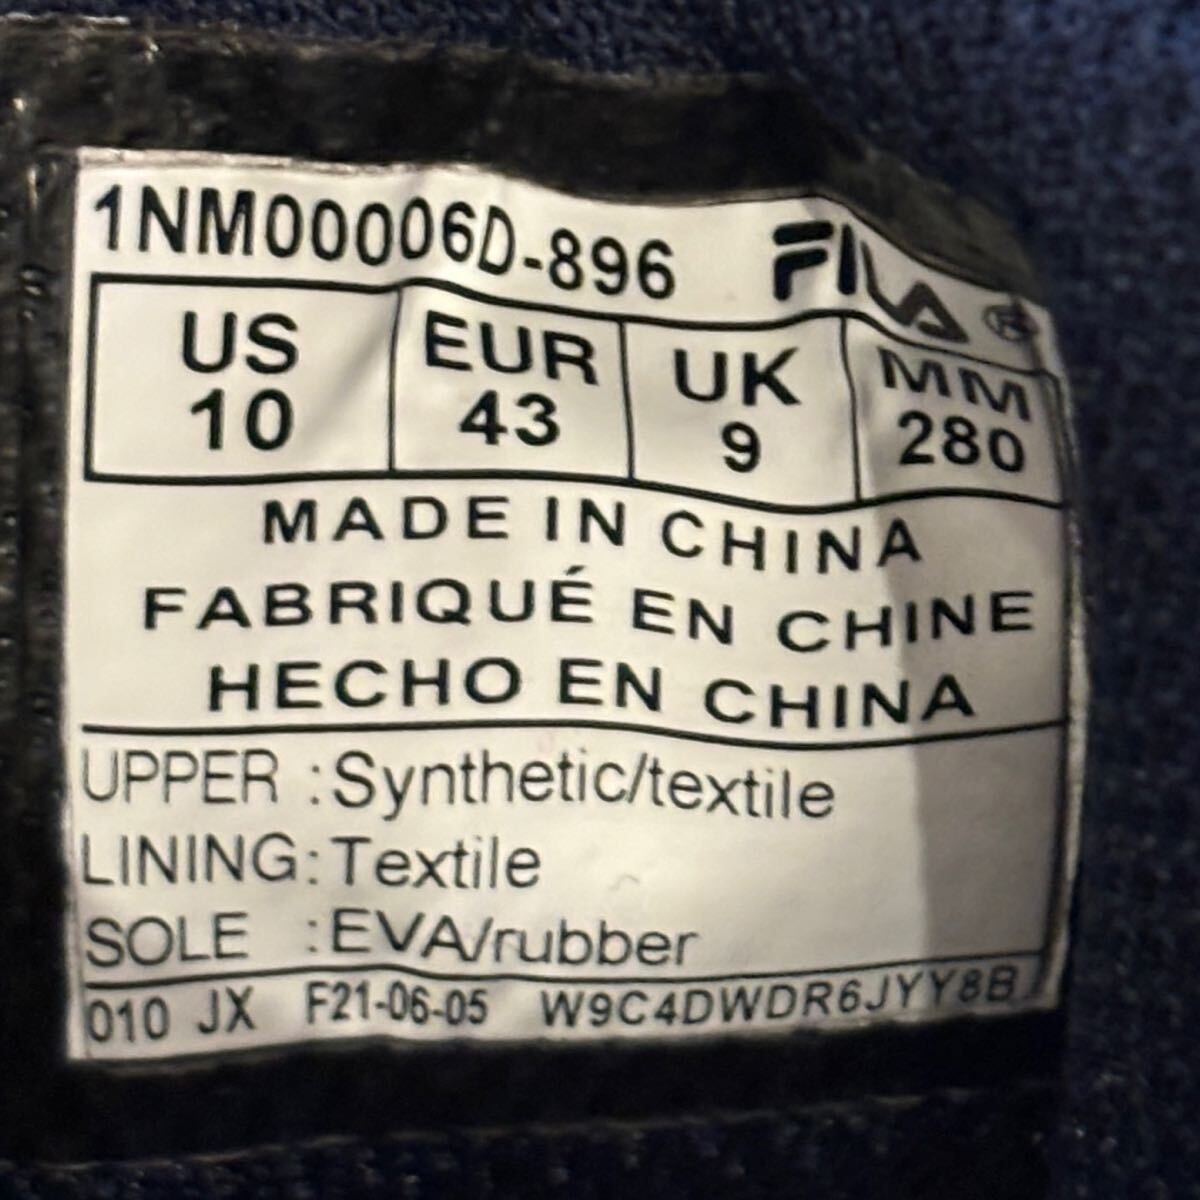 1NM00006D-896 FILA ®
US EUR UK MM
10 43 9 280
MADE IN CHINA
FABRIQUÉ EN CHINE
HECHO EN CHINA
UPPER :Synthetic/textile
LINING:Textile
SOLE :EVA/rubber
010 JX F21-06-05 W9C4DWDR6JYY8B